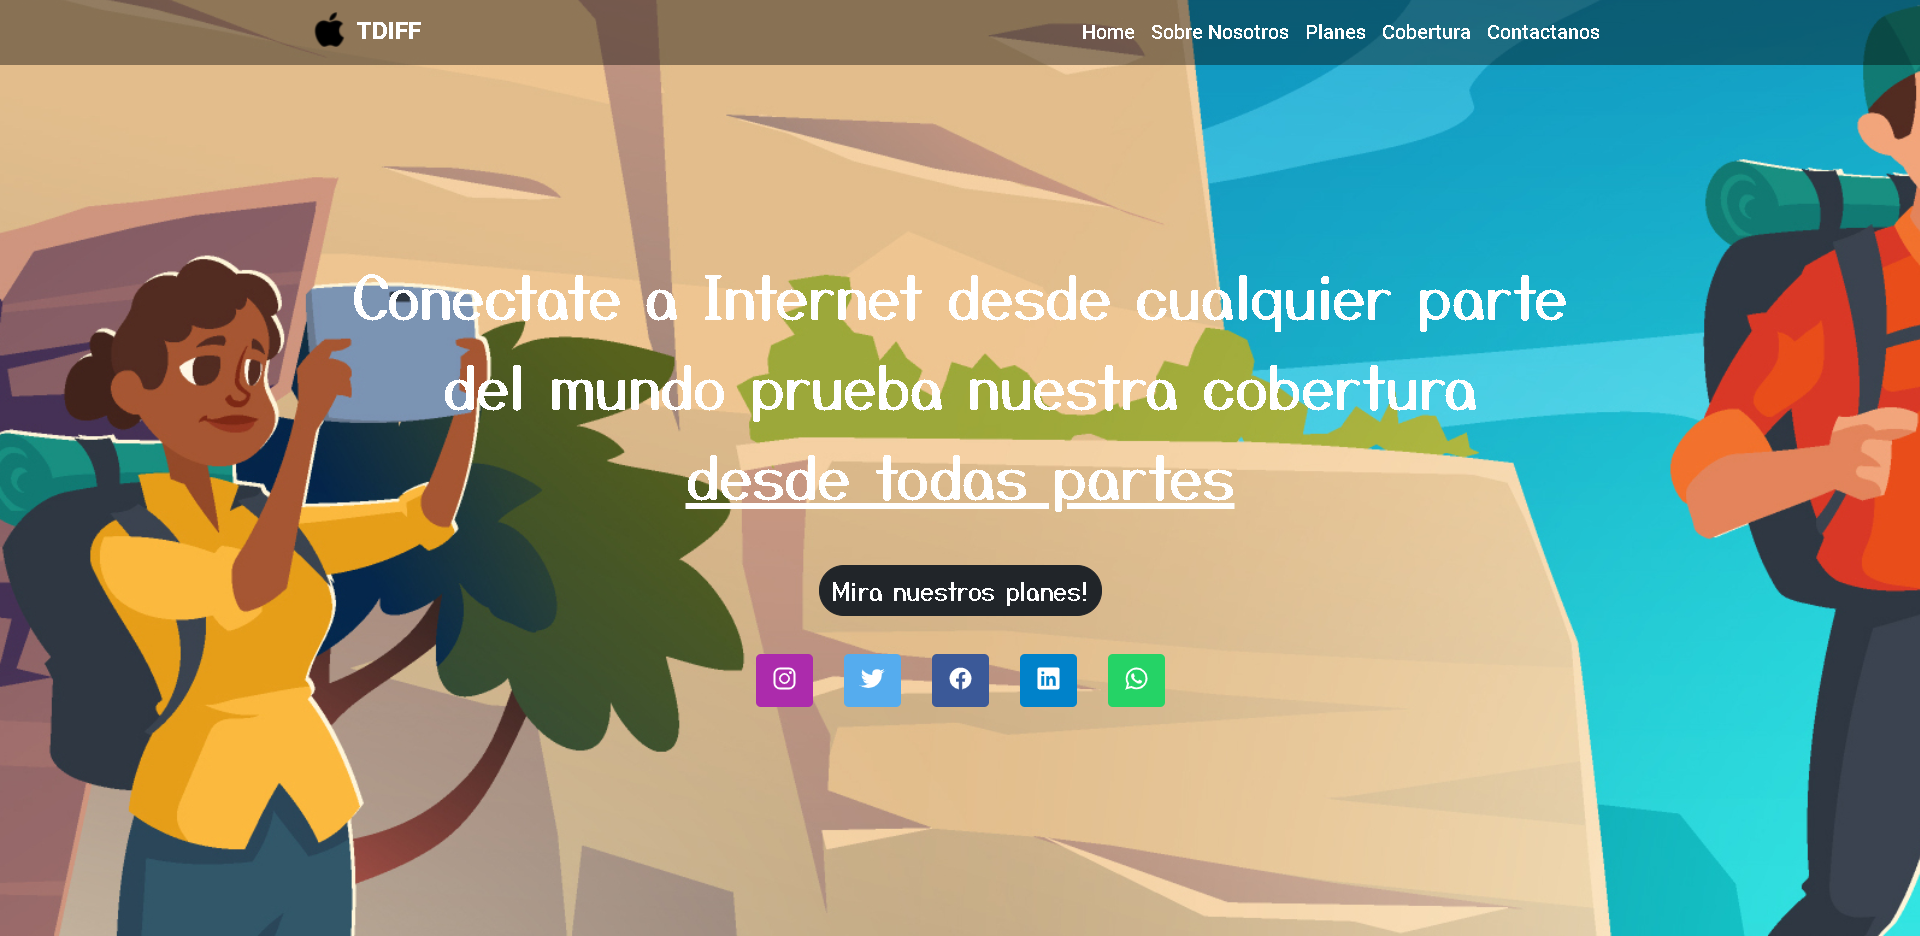 TDIFF
Home Sobre Nosotros Planes Cobertura Contactanos
Conectate a Internet desde cualquier parte
del mundo prueba nuestra cobertura
desde todas partes
Mira nuestros planes!